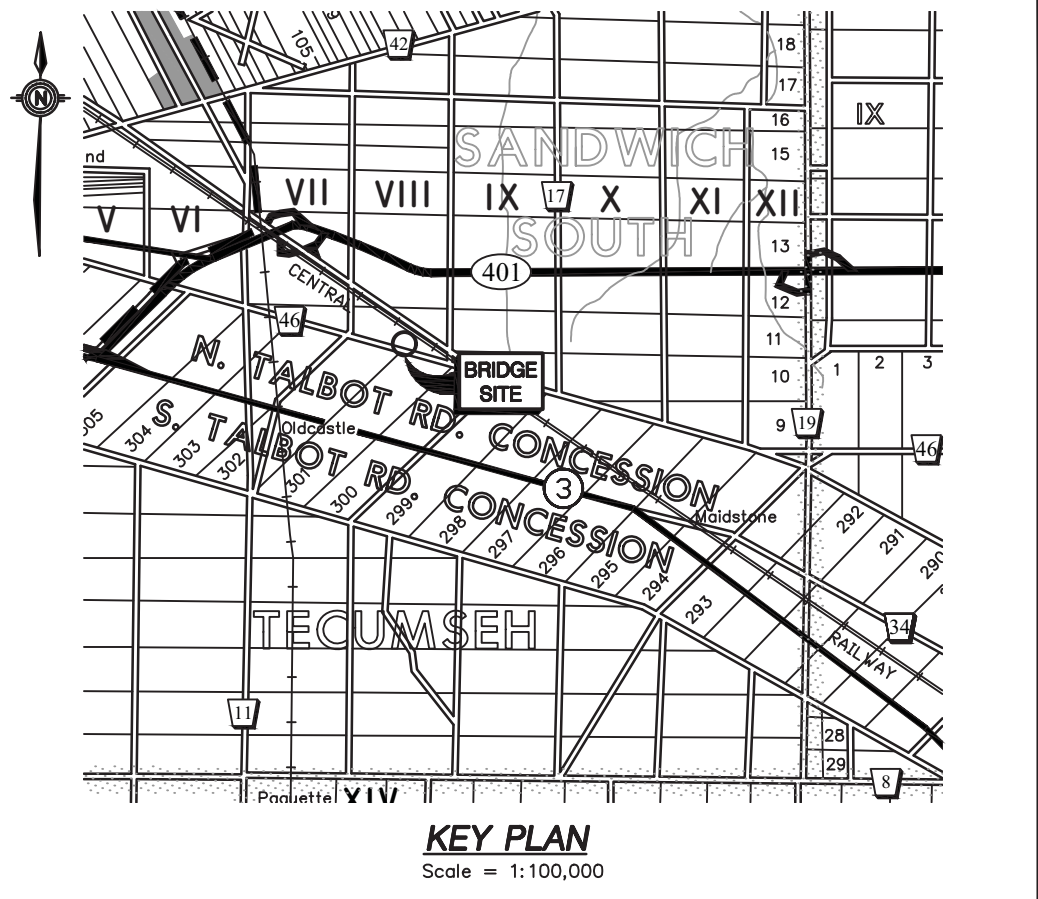 42
105
18
17
16
15
IX
N
nd
SANDWICH
SOUTH
V
VI
VII
VIII
IX
17
X
XI
XII
13
401
12
11
10
9
CENTRAL
46
BRIDGE
SITE
1
2
3
19
46
N. TALBOT RD. CONCESSION
S. TALBOT RD. CONCESSION
Oldcastle
3
Maidstone
305
304
303
302
301
300
299
298
297
296
295
294
293
292
291
290
34
RAILWAY
TECUMSEH
11
28
29
8
Paquette
XIV
KEY PLAN
Scale = 1:100,000